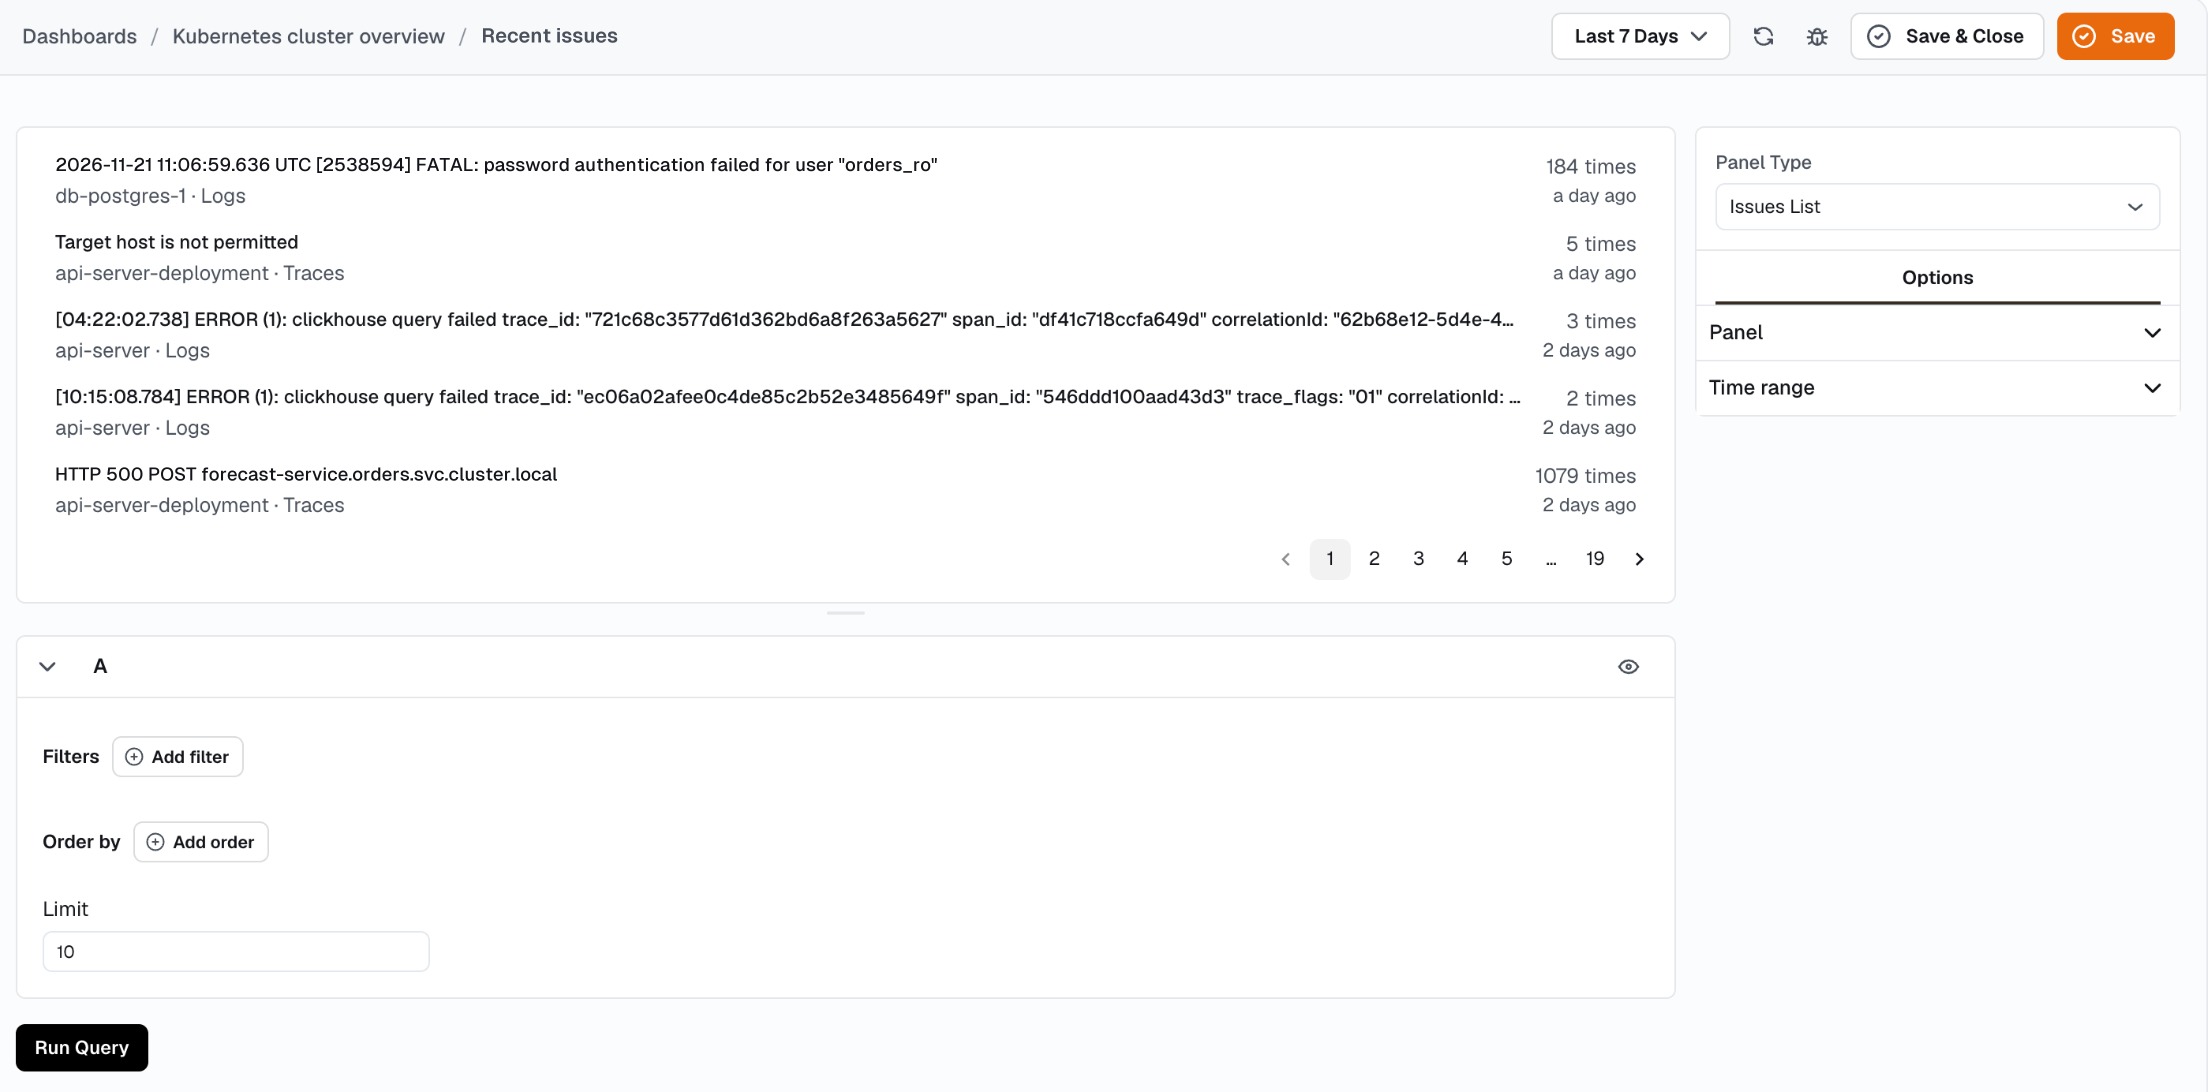 Dashboards / Kubernetes cluster overview / Recent issues
Last 7 Days
Save & Close
Save
2026-11-21 11:06:59.636 UTC [2538594] FATAL: password authentication failed for user "orders_ro"
184 times
db-postgres-1 · Logs
a day ago
Target host is not permitted
5 times
api-server-deployment · Traces
a day ago
[04:22:02.738] ERROR (1): clickhouse query failed trace_id: "721c68c3577d61d362bd6a8f263a5627" span_id: "df41c718ccfa649d" correlationId: "62b68e12-5d4e-4...
3 times
api-server · Logs
2 days ago
[10:15:08.784] ERROR (1): clickhouse query failed trace_id: "ec06a02afee0c4de85c2b52e3485649f" span_id: "546ddd100aad43d3" trace_flags: "01" correlationId: ...
2 times
api-server · Logs
2 days ago
HTTP 500 POST forecast-service.orders.svc.cluster.local
1079 times
api-server-deployment · Traces
2 days ago
1 2 3 4 5 ... 19
Panel Type
Issues List
Options
Panel
Time range
A
Filters
Add filter
Order by
Add order
Limit
10
Run Query